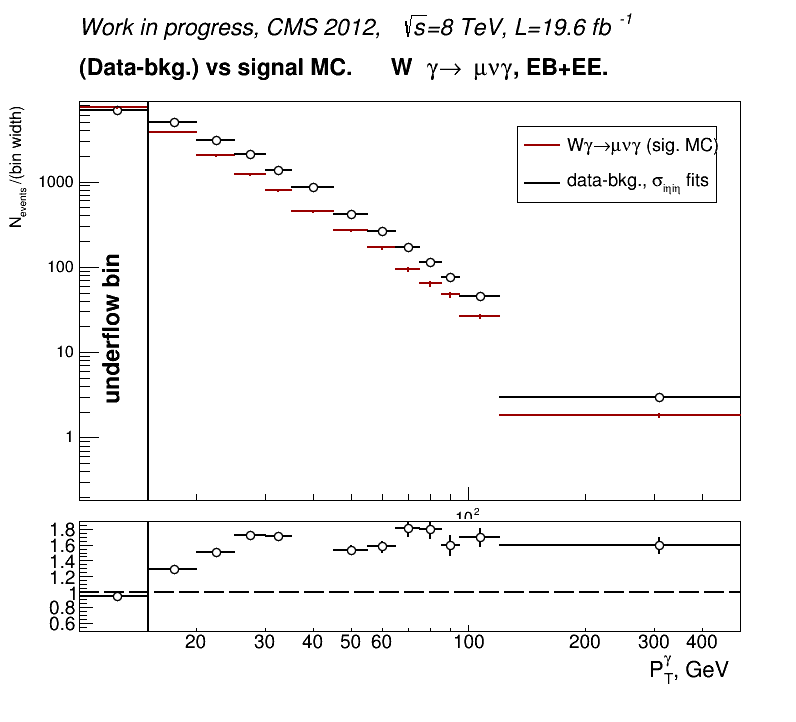 Work in progress, CMS 2012, √s=8 TeV, L=19.6 fb -1
(Data-bkg.) vs signal MC. W γ→ μνγ, EB+EE.
N events /(bin width)
1000
100
10
1
underflow bin
Wγ→μνγ (sig. MC)
data-bkg., σ iηiη fits
10²
1.8
1.6
1.4
1.2
1
0.8
0.6
20 30 40 50 60 100 200 300 400
P T γ, GeV